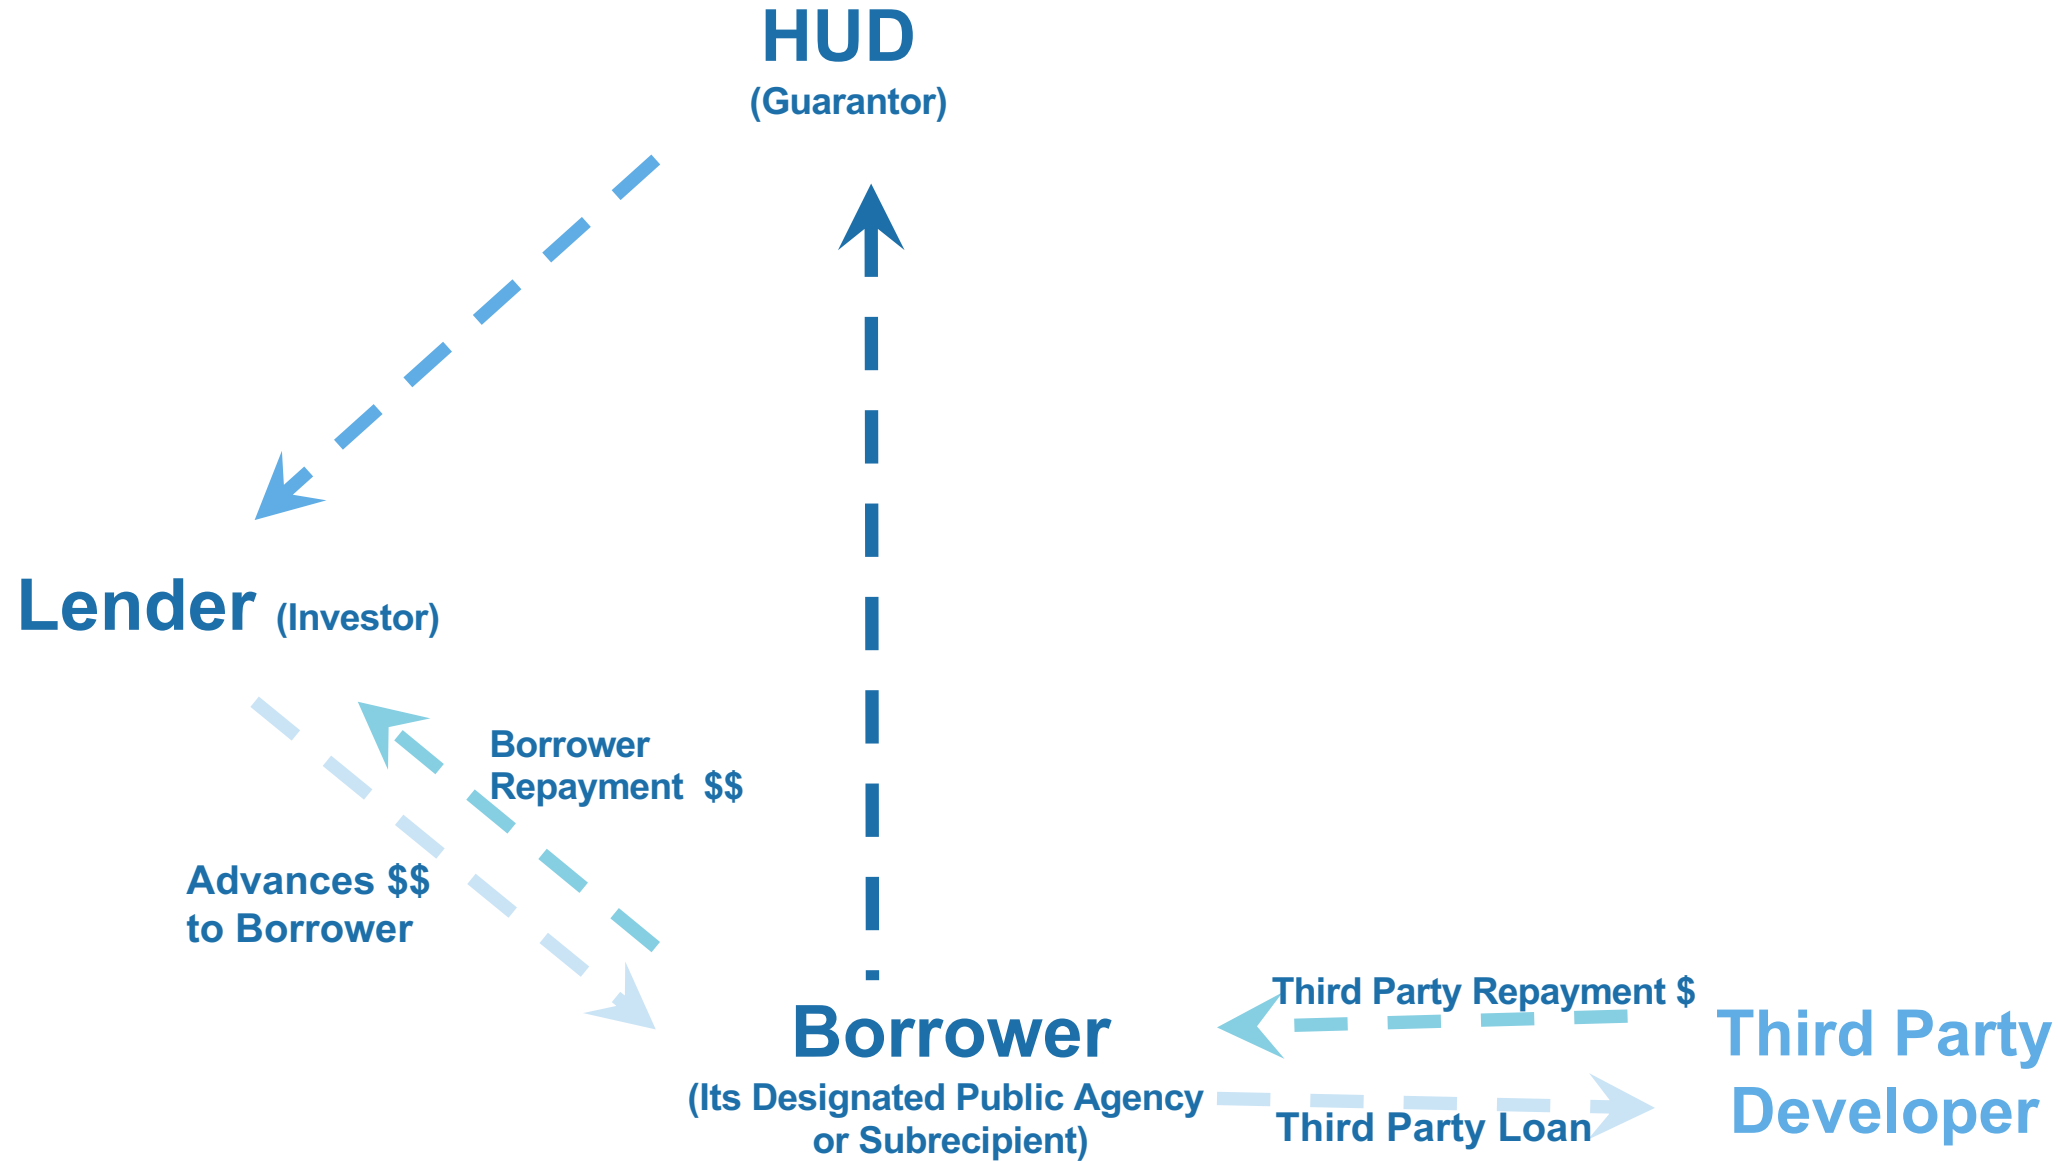 HUD
(Guarantor)
Lender (Investor)
Borrower
Repayment $$
Advances $$
to Borrower
Third Party Repayment $
Borrower
(Its Designated Public Agency
or Subrecipient)
Third Party Loan
Third Party
Developer